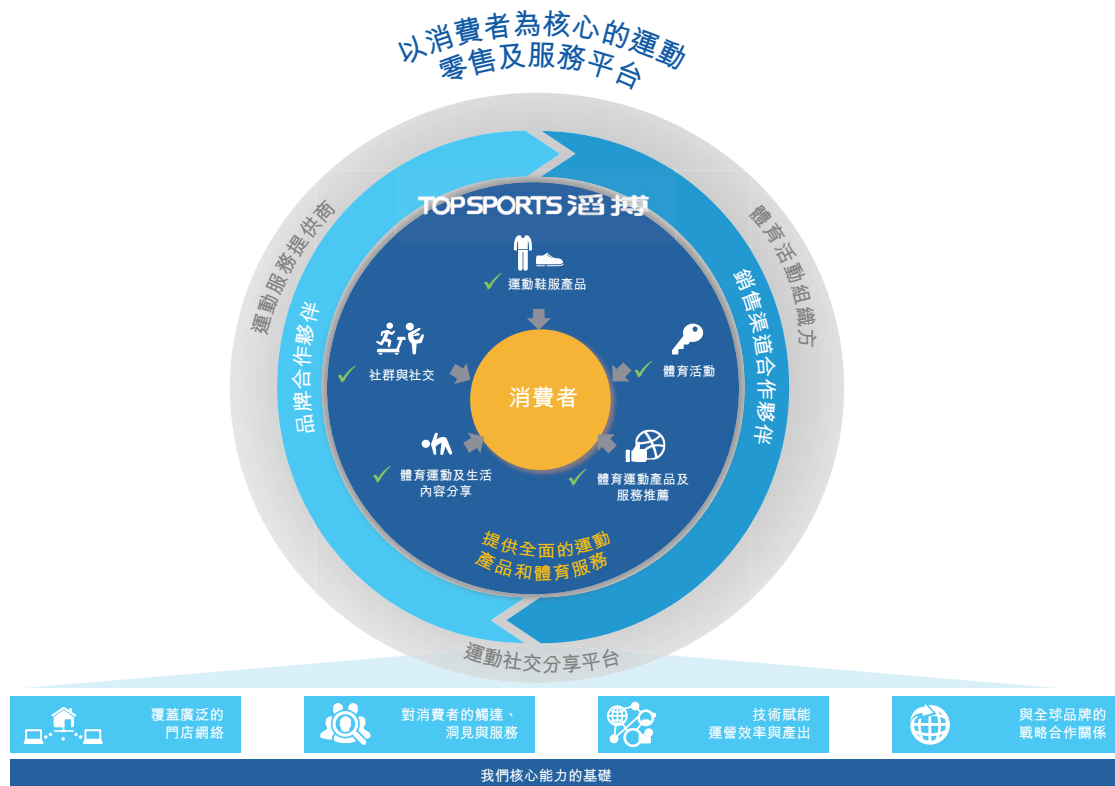 以消費者為核心的運動
零售及服務平台
運動服務提供商
體育活動組織方
品牌合作夥伴
銷售渠道合作夥伴
TOPSPORTS 滔搏
運動鞋服產品
社群與社交
體育活動
消費者
體育運動及生活
內容分享
體育運動產品及
服務推薦
提供全面的運動
產品和體育服務
運動社交分享平台
覆蓋廣泛的
門店網絡
對消費者的觸達、
洞見與服務
技術賦能
運營效率與產出
與全球品牌的
戰略合作關係
我們核心能力的基礎